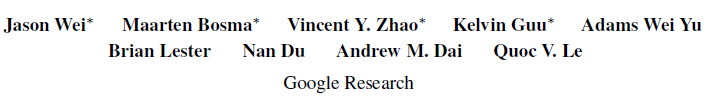 Jason Wei* Maarten Bosma* Vincent Y. Zhao* Kelvin Guu* Adams Wei Yu
Brian Lester Nan Du Andrew M. Dai Quoc V. Le
Google Research